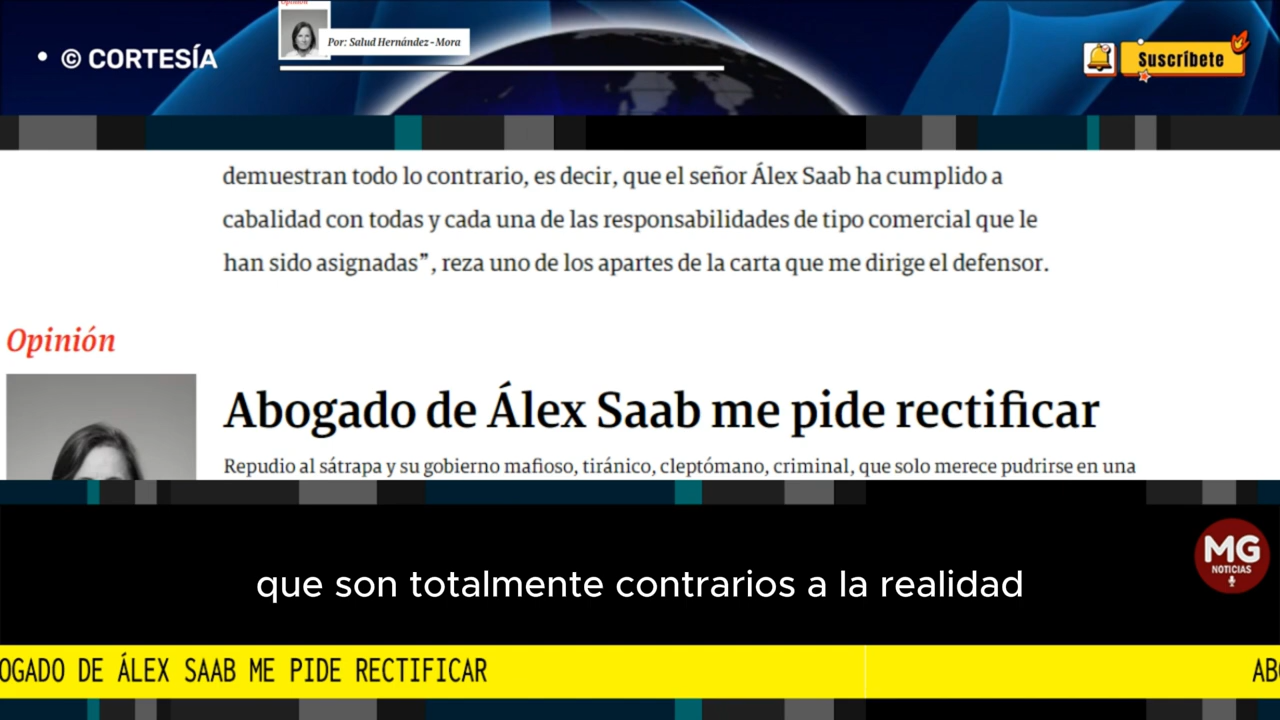 Opinión
Por: Salud Hernández - Mora
• © CORTESÍA
Suscríbete
demuestran todo lo contrario, es decir, que el señor Álex Saab ha cumplido a
cabalidad con todas y cada una de las responsabilidades de tipo comercial que le
han sido asignadas”, reza uno de los apartes de la carta que me dirige el defensor.
Opinión
Abogado de Álex Saab me pide rectificar
Repudio al sátrapa y su gobierno mafioso, tiránico, cleptómano, criminal, que solo merece pudrirse en una
MG
NOTICIAS
que son totalmente contrarios a la realidad
OGADO DE ÁLEX SAAB ME PIDE RECTIFICAR
AB